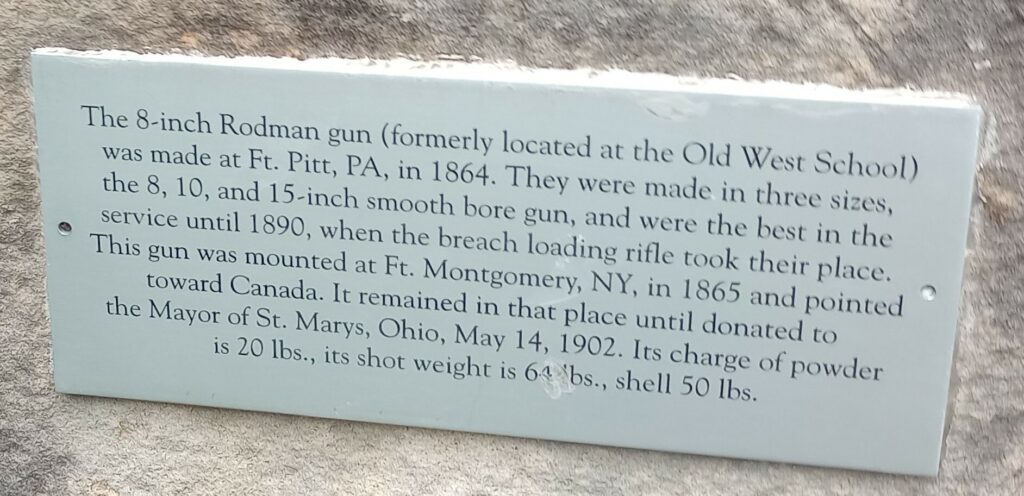 The 8-inch Rodman gun (formerly located at the Old West School)
was made at Ft. Pitt, PA, in 1864. They were made in three sizes,
the 8, 10, and 15-inch smooth bore gun, and were the best in the
service until 1890, when the breach loading rifle took their place.
This gun was mounted at Ft. Montgomery, NY, in 1865 and pointed
toward Canada. It remained in that place until donated to
the Mayor of St. Marys, Ohio, May 14, 1902. Its charge of powder
is 20 lbs., its shot weight is 64 lbs., shell 50 lbs.